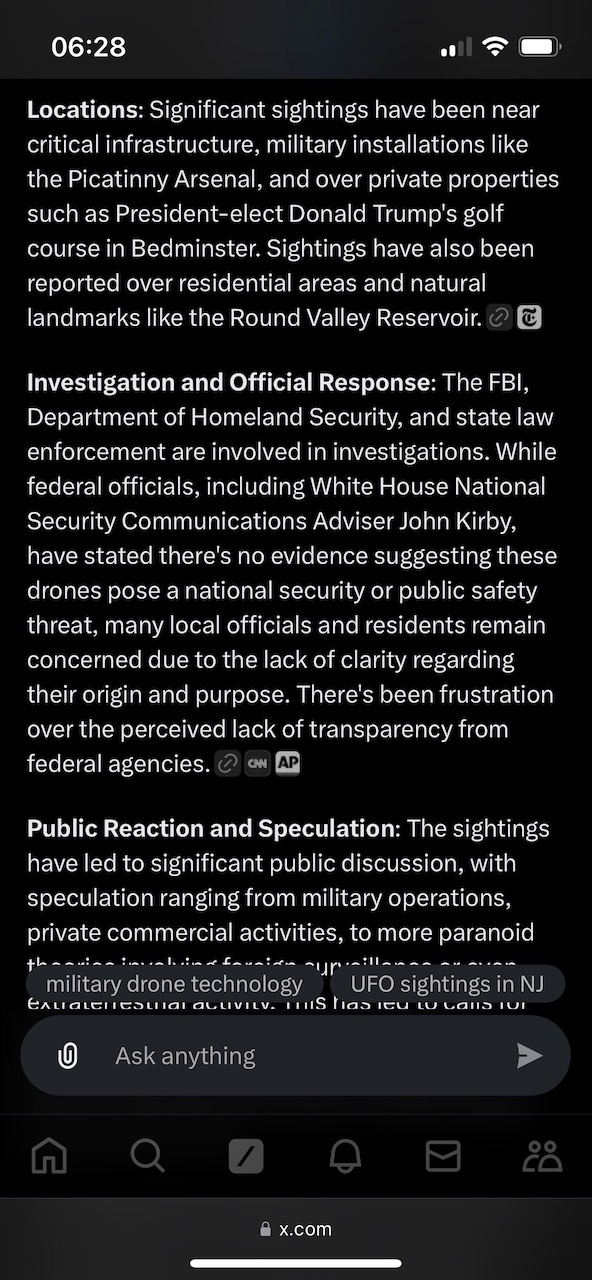 06:28
Locations: Significant sightings have been near
critical infrastructure, military installations like
the Picatinny Arsenal, and over private properties
such as President-elect Donald Trump's golf
course in Bedminster. Sightings have also been
reported over residential areas and natural
landmarks like the Round Valley Reservoir.
Investigation and Official Response: The FBI,
Department of Homeland Security, and state law
enforcement are involved in investigations. While
federal officials, including White House National
Security Communications Adviser John Kirby,
have stated there's no evidence suggesting these
drones pose a national security or public safety
threat, many local officials and residents remain
concerned due to the lack of clarity regarding
their origin and purpose. There's been frustration
over the perceived lack of transparency from
federal agencies. CNN AP
Public Reaction and Speculation: The sightings
have led to significant public discussion, with
speculation ranging from military operations,
private commercial activities, to more paranoid
theories involving foreign surveillance or even
military drone technology UFO sightings in NJ
extraterrestrial activity. This has led to calls for
Ask anything
x.com